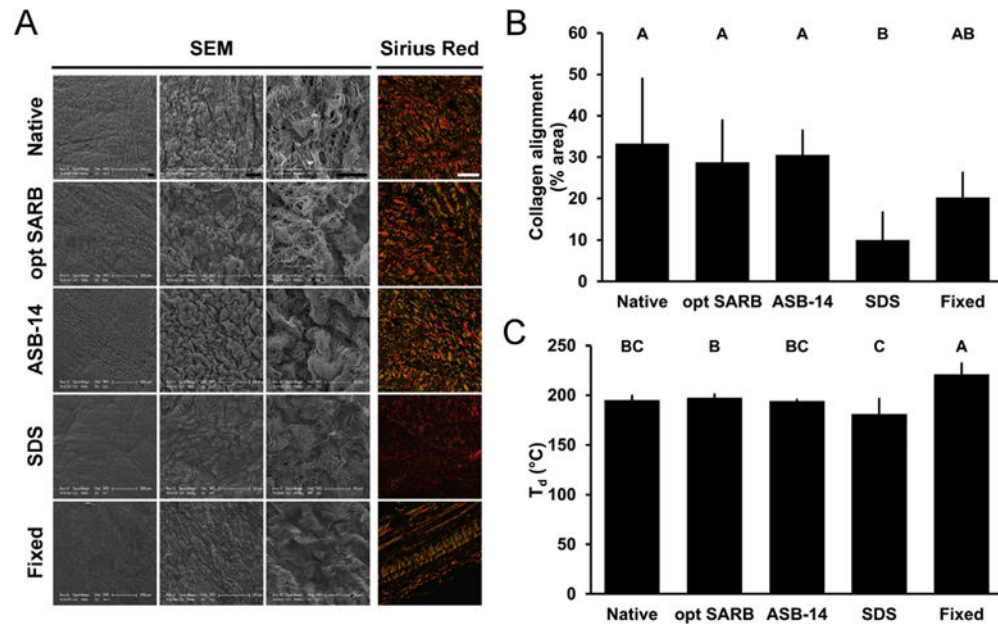 A
SEM
Sirius Red
Native
opt SARB
ASB-14
SDS
Fixed
B
Collagen alignment
(% area)
60
50
40
30
20
10
0
A A A B AB
Native opt SARB ASB-14 SDS Fixed
C
T_d (°C)
250
200
150
100
50
0
BC B BC C A
Native opt SARB ASB-14 SDS Fixed